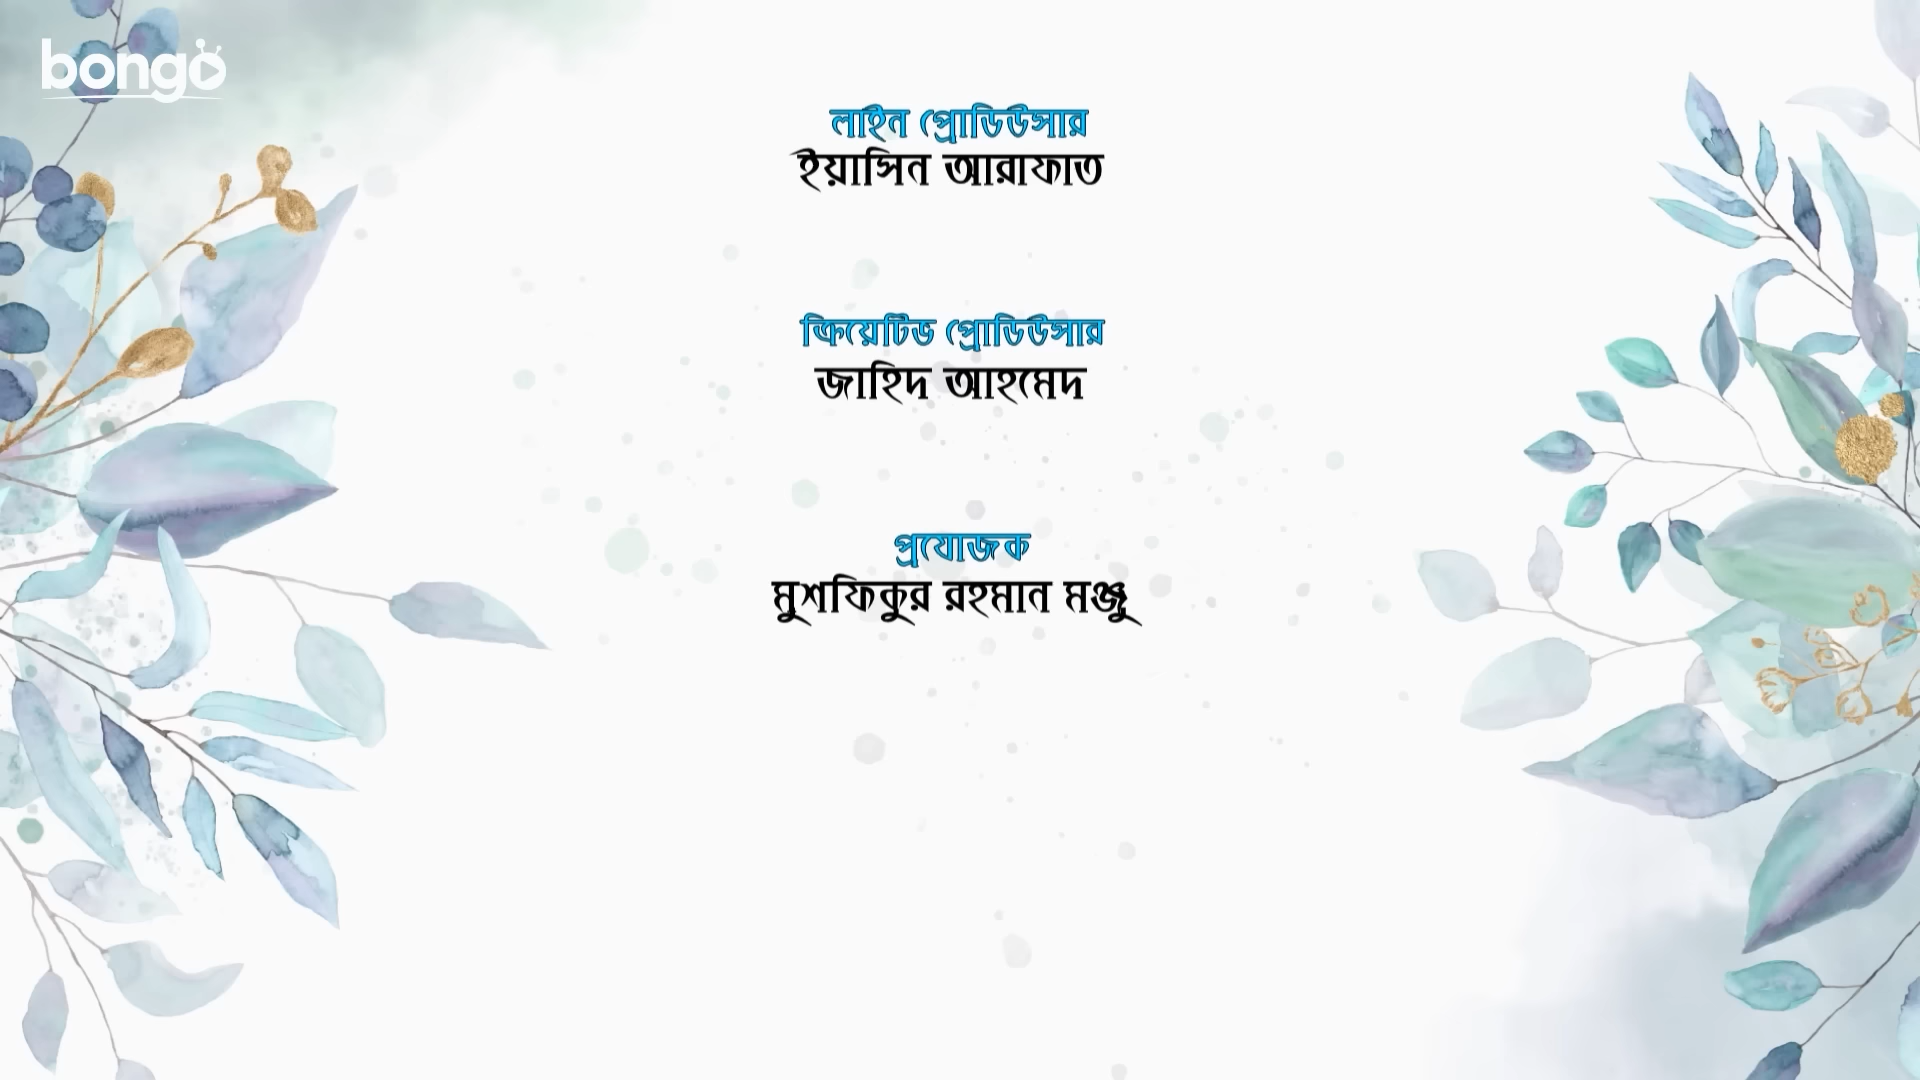 bongo
লাইন প্রোডিউসার
ইয়াসিন আরাফাত
ক্রিয়েটিভ প্রোডিউসার
জাহিদ আহমেদ
প্রযোজক
মুশফিকুর রহমান মঞ্জু